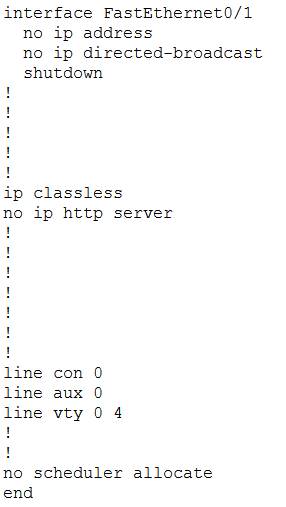 interface FastEthernet0/1
  no ip address
  no ip directed-broadcast
  shutdown
!
!
!
!
!
ip classless
no ip http server
!
!
!
!
!
!
!
line con 0
line aux 0
line vty 0 4
!
!
no scheduler allocate
end